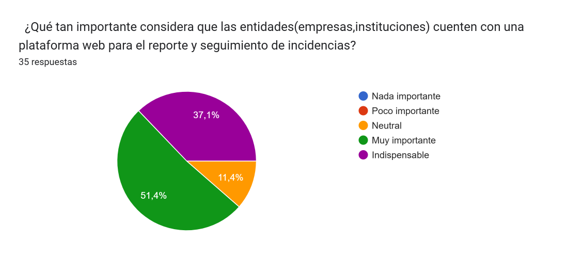 ¿Qué tan importante considera que las entidades(empresas,instituciones) cuenten con una
plataforma web para el reporte y seguimiento de incidencias?
35 respuestas
37,1%
11,4%
51,4%
Nada importante
Poco importante
Neutral
Muy importante
Indispensable